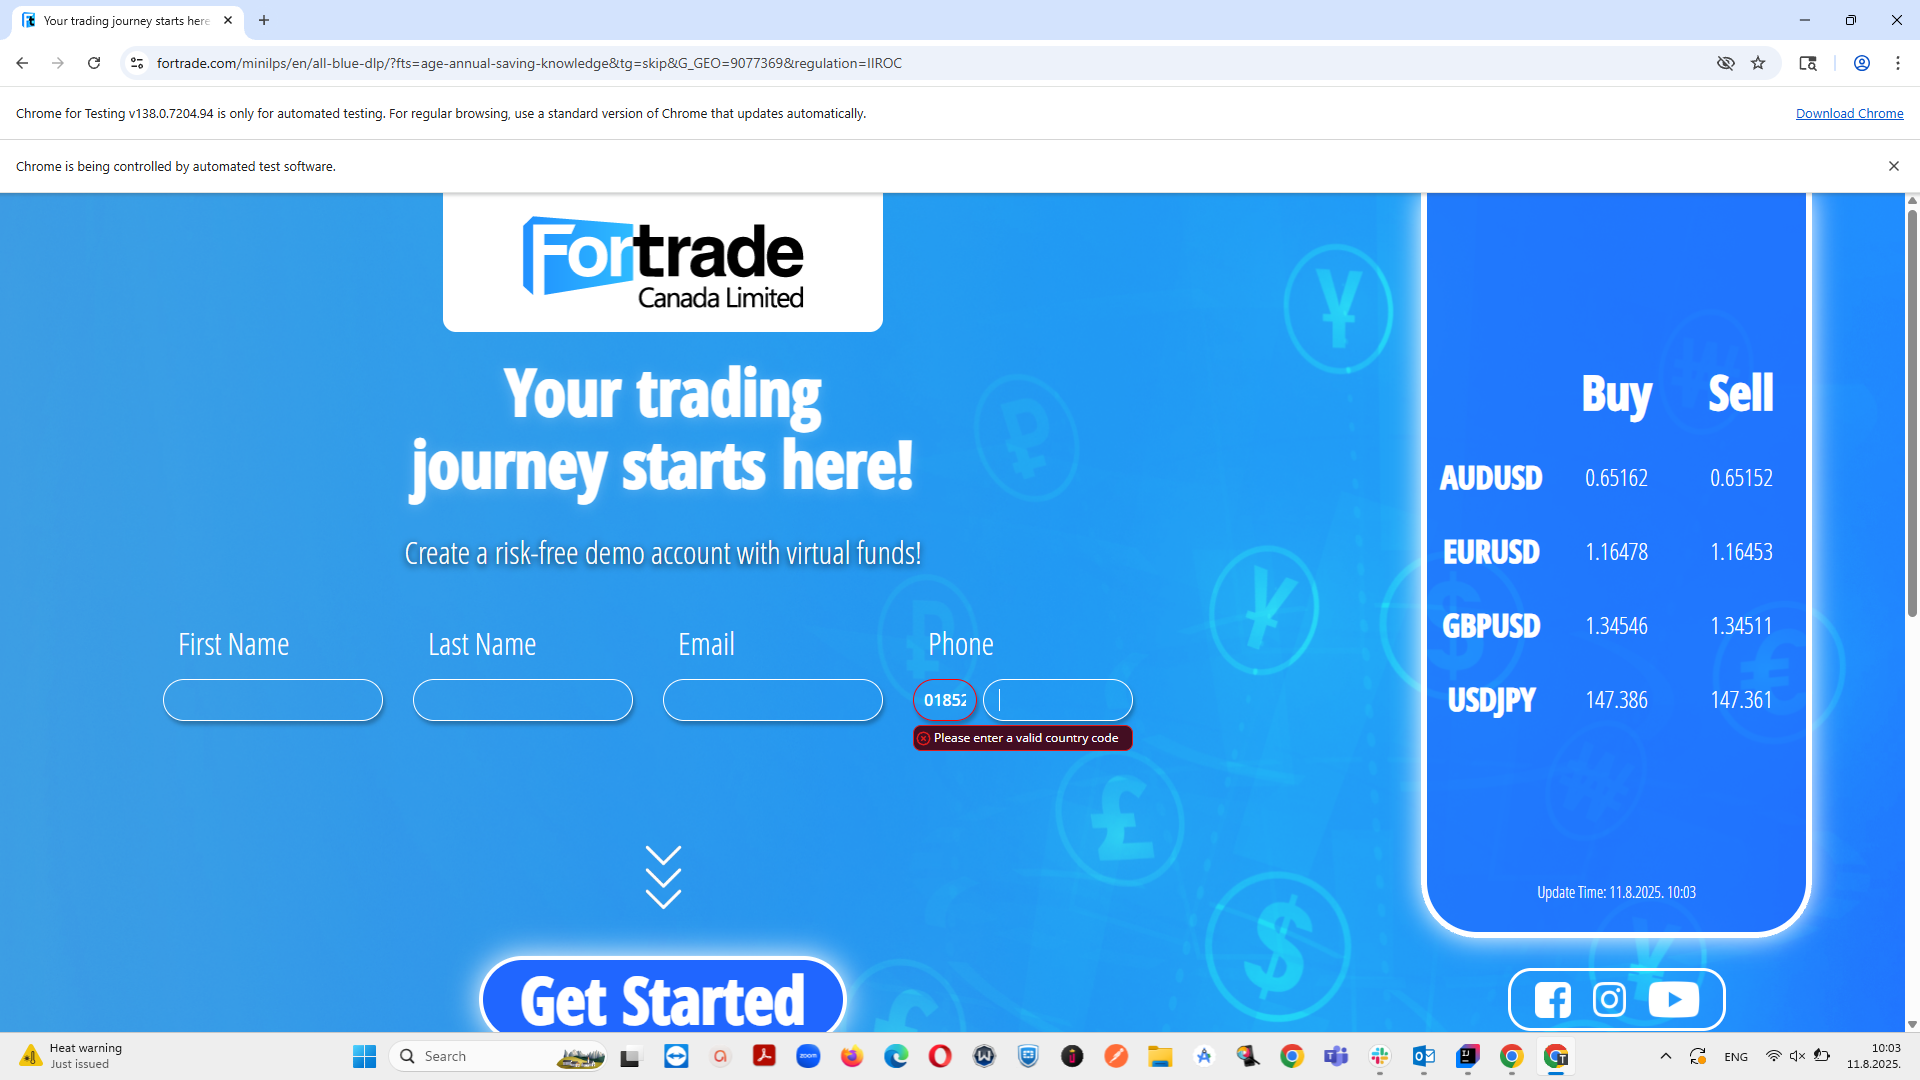 Your trading journey starts here
fortrade.com/minilps/en/all-blue-dlp/?fts=age-annual-saving-knowledge&tg=skip&G_GEO=9077369&regulation=IIROC
Chrome for Testing v138.0.7204.94 is only for automated testing. For regular browsing, use a standard version of Chrome that updates automatically.
Download Chrome
Chrome is being controlled by automated test software.
Fortrade
Canada Limited
Your trading
journey starts here!
Create a risk-free demo account with virtual funds!
First Name
Last Name
Email
Phone
01852
Please enter a valid country code
Get Started
Buy Sell
AUDUSD 0.65162 0.65152
EURUSD 1.16478 1.16453
GBPUSD 1.34546 1.34511
USDJPY 147.386 147.361
Update Time: 11.8.2025. 10:03
Heat warning
Just issued
Search
zoom
ENG
10:03
11.8.2025.